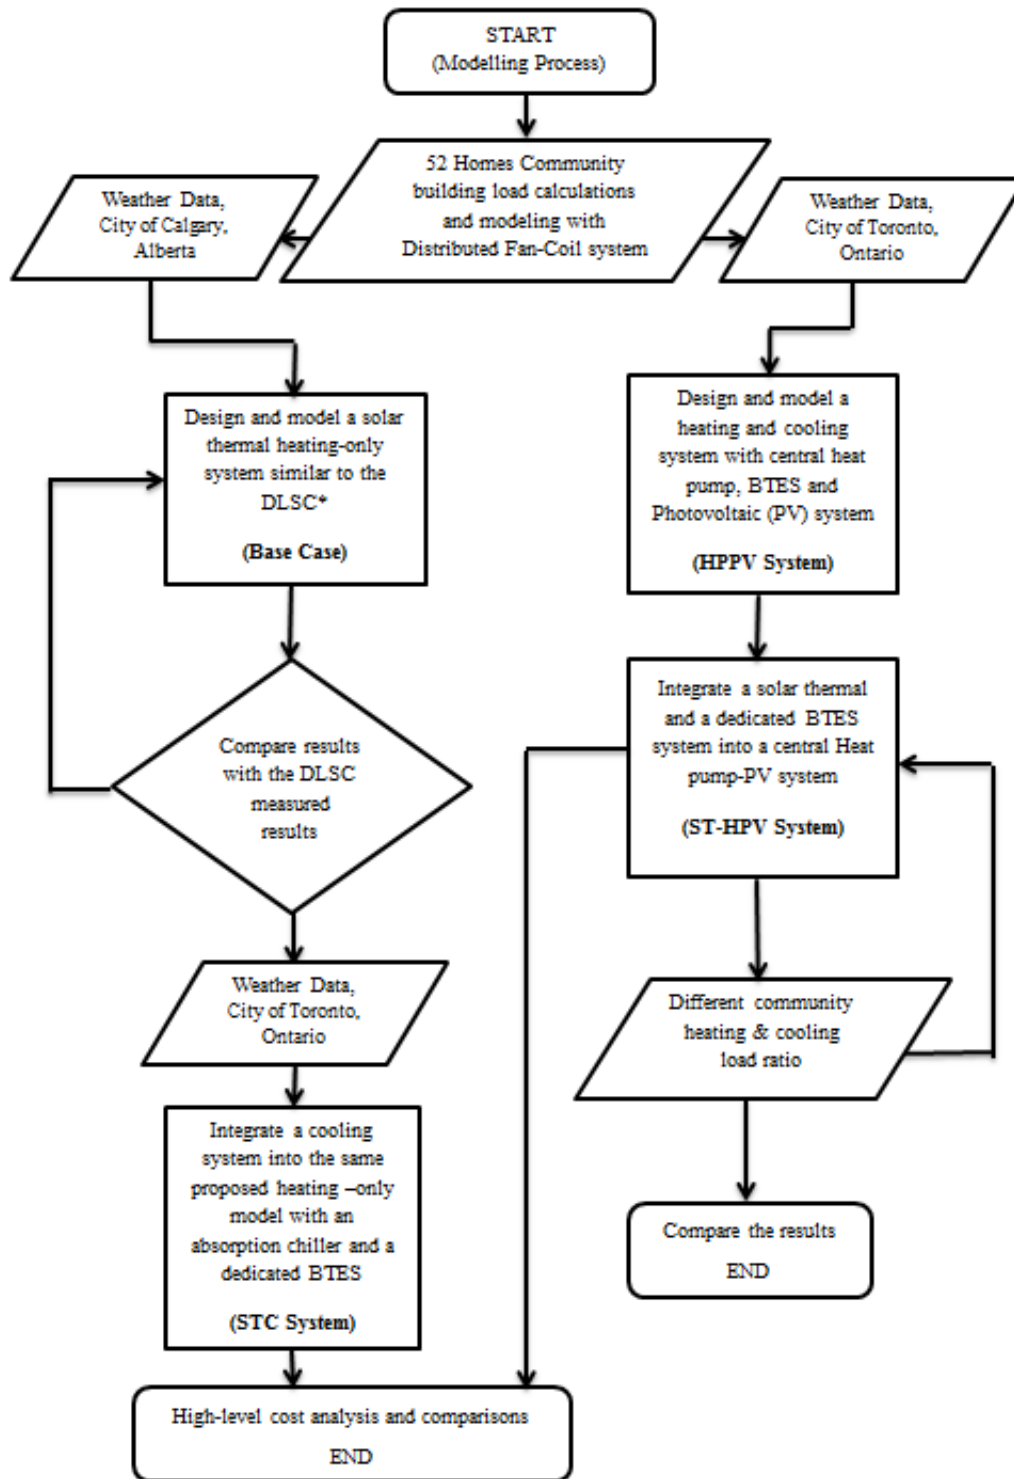 START
(Modelling Process)
52 Homes Community
building load calculations
and modeling with
Distributed Fan-Coil system
Weather Data,
City of Calgary,
Alberta
Weather Data,
City of Toronto,
Ontario
Design and model a solar
thermal heating-only
system similar to the
DLSC*
(Base Case)
Design and model a
heating and cooling
system with central heat
pump, BTES and
Photovoltaic (PV) system
(HPPV System)
Compare results
with the DLSC
measured
results
Integrate a solar thermal
and a dedicated BTES
system into a central Heat
pump-PV system
(ST-HPV System)
Weather Data,
City of Toronto,
Ontario
Different community
heating & cooling
load ratio
Integrate a cooling
system into the same
proposed heating –only
model with an
absorption chiller and a
dedicated BTES
(STC System)
Compare the results
END
High-level cost analysis and comparisons
END